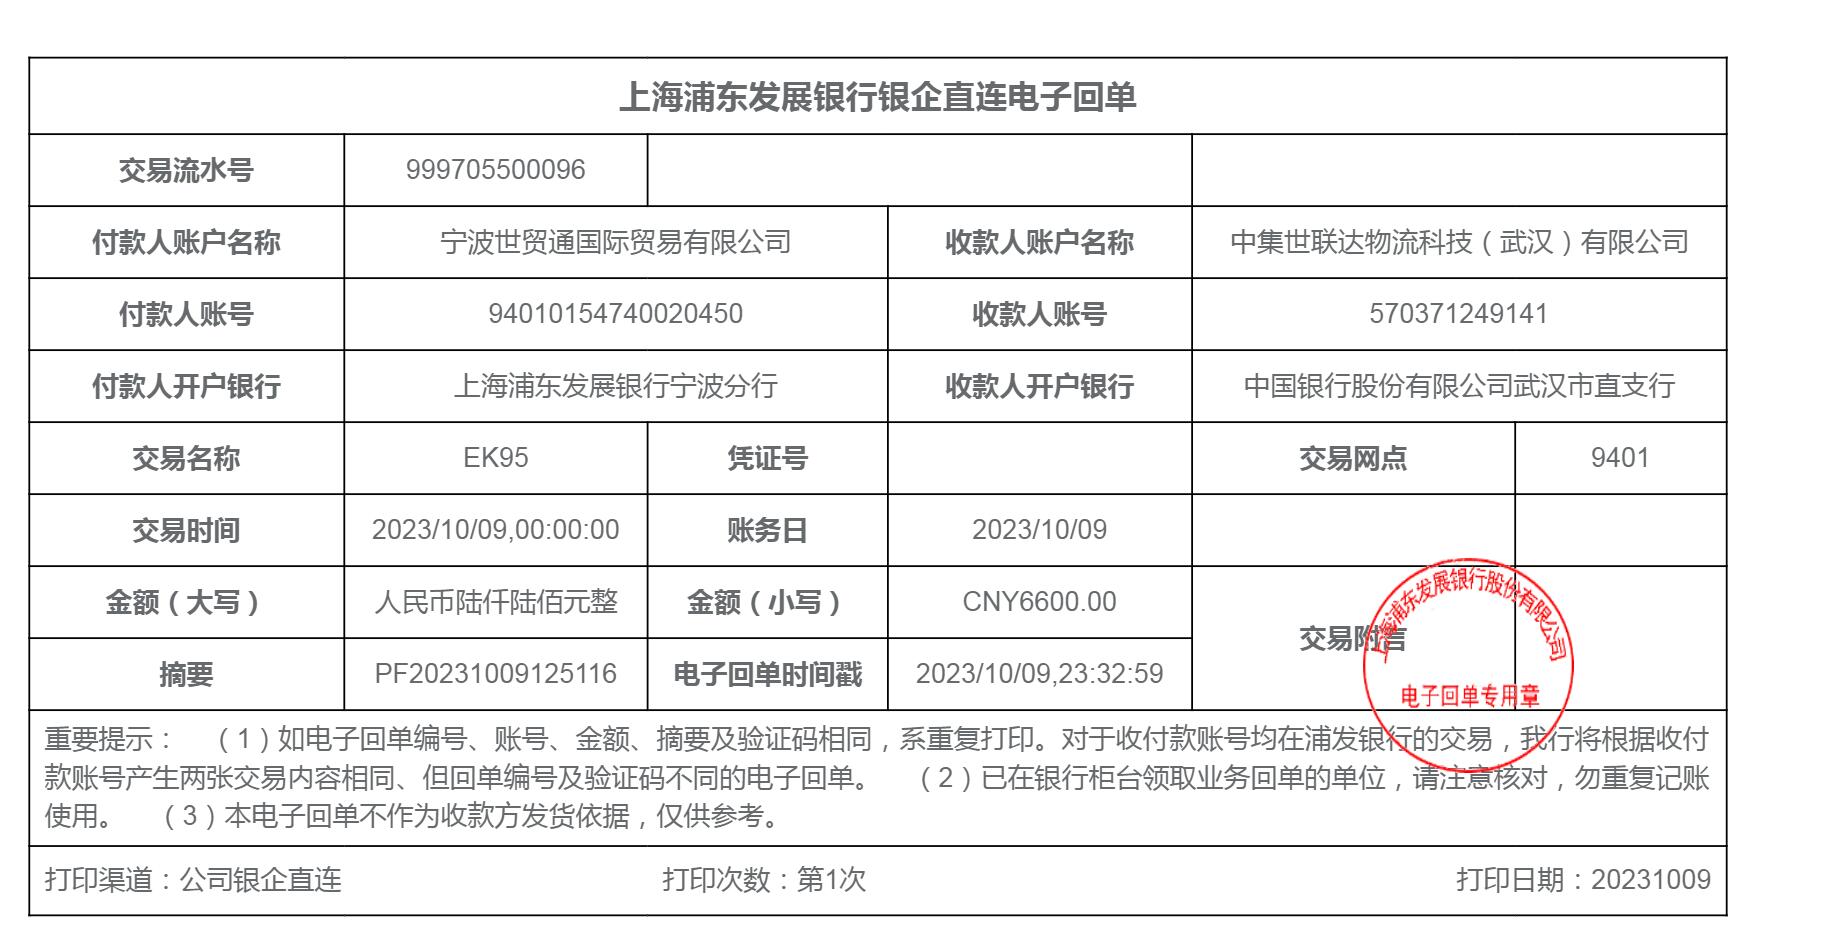 上海浦东发展银行银企直连电子回单
交易流水号 999705500096
付款人账户名称 宁波世贸通国际贸易有限公司 收款人账户名称 中集世联达物流科技（武汉）有限公司
付款人账号 94010154740020450 收款人账号 570371249141
付款人开户银行 上海浦东发展银行宁波分行 收款人开户银行 中国银行股份有限公司武汉市直支行
交易名称 EK95 凭证号 交易网点 9401
交易时间 2023/10/09,00:00:00 账务日 2023/10/09
金额（大写） 人民币陆仟陆佰元整 金额（小写） CNY6600.00
交易附言
摘要 PF20231009125116 电子回单时间戳 2023/10/09,23:32:59
上海浦东发展银行股份有限公司
电子回单专用章
重要提示： （1）如电子回单编号、账号、金额、摘要及验证码相同，系重复打印。对于收付款账号均在浦发银行的交易，我行将根据收付
款账号产生两张交易内容相同、但回单编号及验证码不同的电子回单。 （2）已在银行柜台领取业务回单的单位，请注意核对，勿重复记账
使用。 （3）本电子回单不作为收款方发货依据，仅供参考。
打印渠道：公司银企直连 打印次数：第1次 打印日期：20231009